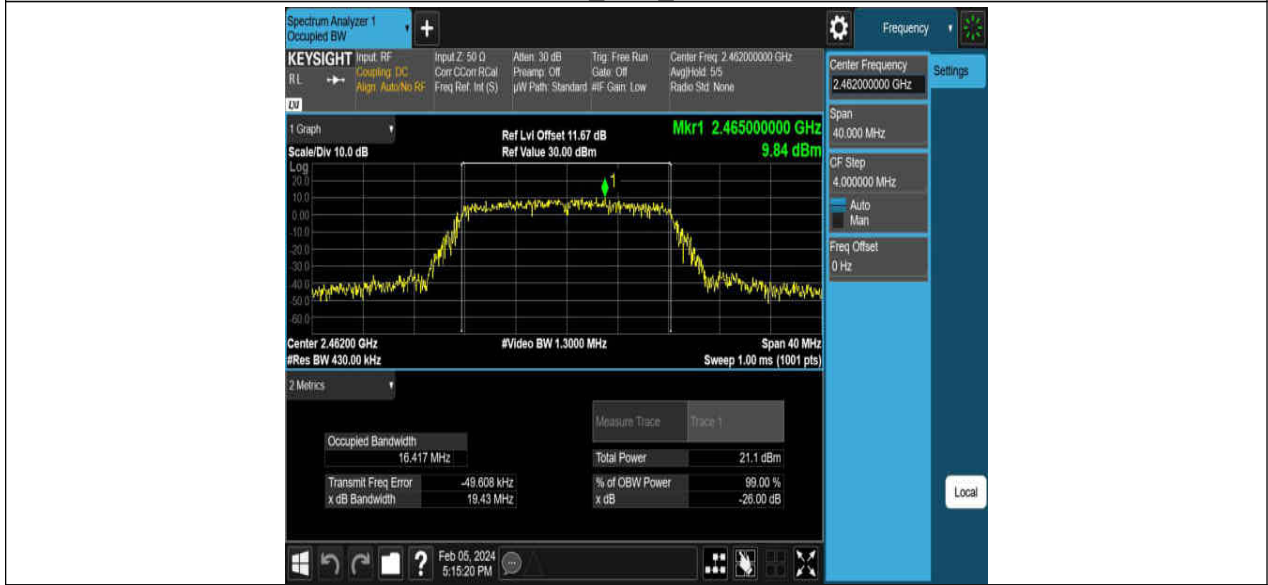 Spectrum Analyzer 1
Occupied BW
+
Frequency
KEYSIGHT
RL
LXI
Input: RF
Coupling: DC
Align: Auto/No RF
Input Z: 50 Ω
Corr CCorr RCal
Freq Ref: Int (S)
Atten: 30 dB
Preamp: Off
µW Path: Standard
Trig: Free Run
Gate: Off
#IF Gain: Low
Center Freq: 2.462000000 GHz
Avg|Hold: 5/5
Radio Std: None
Center Frequency
2.462000000 GHz
Settings
Span
40.000 MHz
CF Step
4.000000 MHz
Auto
Man
Freq Offset
0 Hz
1 Graph
Scale/Div 10.0 dB
Ref Lvl Offset 11.67 dB
Ref Value 30.00 dBm
Mkr1 2.465000000 GHz
9.84 dBm
Log
20.0
10.0
0.00
-10.0
-20.0
-30.0
-40.0
-50.0
-60.0
1
Center 2.46200 GHz
#Res BW 430.00 kHz
#Video BW 1.3000 MHz
Span 40 MHz
Sweep 1.00 ms (1001 pts)
2 Metrics
Measure Trace Trace 1
Occupied Bandwidth
16.417 MHz
Total Power 21.1 dBm
Transmit Freq Error -49.608 kHz
x dB Bandwidth 19.43 MHz
% of OBW Power 99.00 %
x dB -26.00 dB
Local
?
Feb 05, 2024
5:15:20 PM